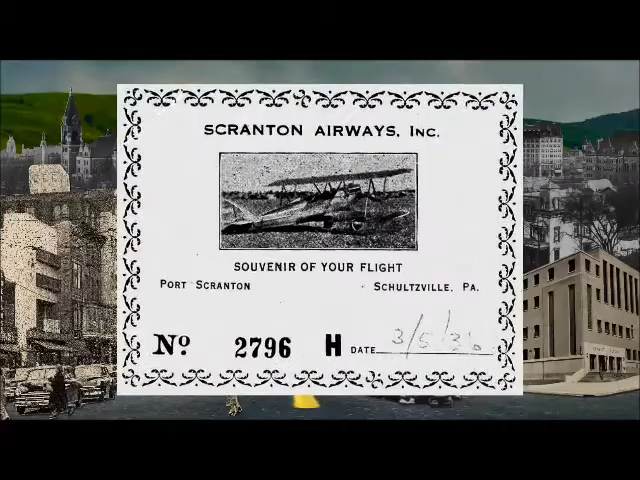 SCRANTON AIRWAYS, INC.
SOUVENIR OF YOUR FLIGHT
PORT SCRANTON SCHULTZVILLE, PA.
Nº 2796 H DATE 3/5/36